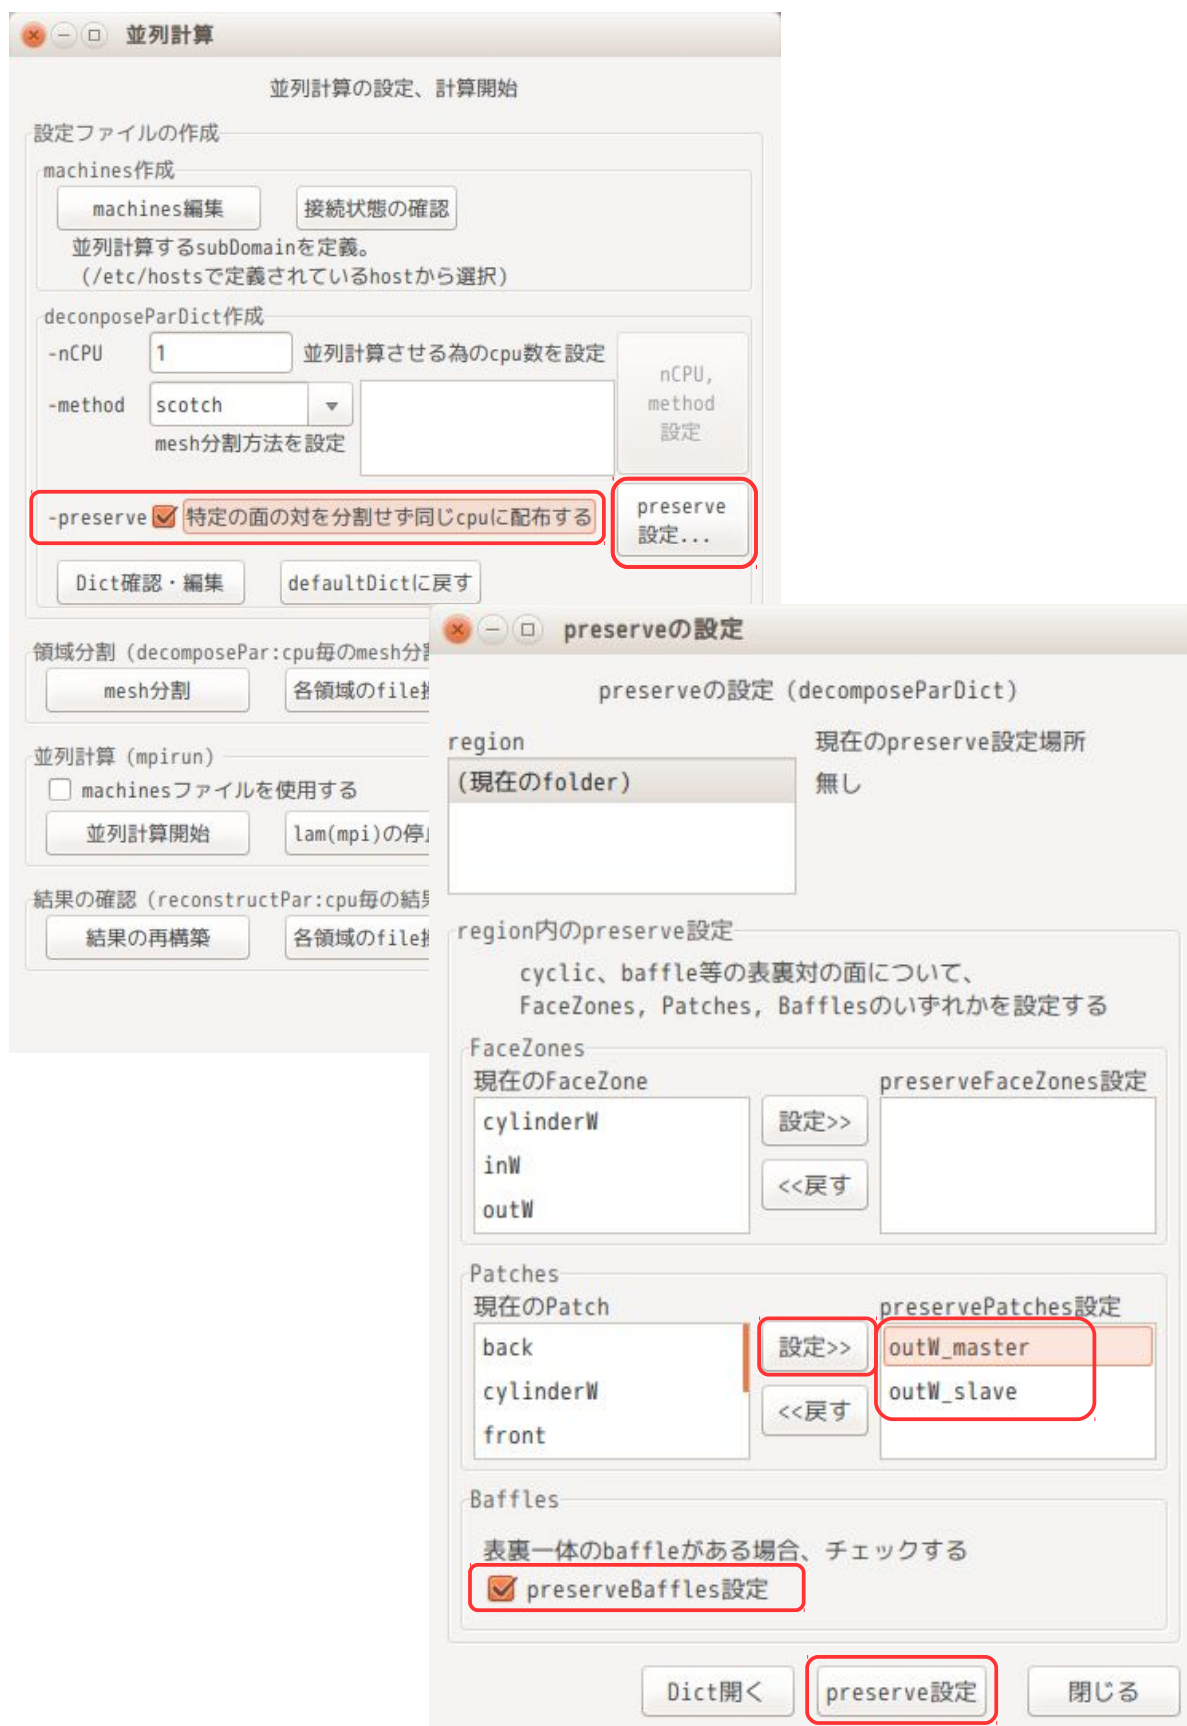 並列計算
並列計算の設定、計算開始
設定ファイルの作成
machines作成
machines編集
接続状態の確認
並列計算するsubDomainを定義。
(/etc/hostsで定義されているhostから選択)
deconposeParDict作成
-nCPU
1
並列計算させる為のcpu数を設定
-method
scotch
mesh分割方法を設定
nCPU,
method
設定
-preserve
特定の面の対を分割せず同じcpuに配布する
preserve
設定...
Dict確認・編集
defaultDictに戻す
領域分割 (decomposePar:cpu毎のmesh分
mesh分割
各領域のfile
並列計算 (mpirun)
machinesファイルを使用する
並列計算開始
lam(mpi)の停
結果の確認 (reconstructPar:cpu毎の結
結果の再構築
各領域のfile
preserveの設定
preserveの設定 (decomposeParDict)
region
現在のpreserve設定場所
(現在のfolder)
無し
region内のpreserve設定
cyclic、baffle等の表裏対の面について、
FaceZones, Patches, Bafflesのいずれかを設定する
FaceZones
現在のFaceZone
preserveFaceZones設定
cylinderW
inW
outW
設定>>
<<戻す
Patches
現在のPatch
preservePatches設定
back
cylinderW
front
設定>>
<<戻す
outW_master
outW_slave
Baffles
表裏一体のbaffleがある場合、チェックする
preserveBaffles設定
Dict開く
preserve設定
閉じる